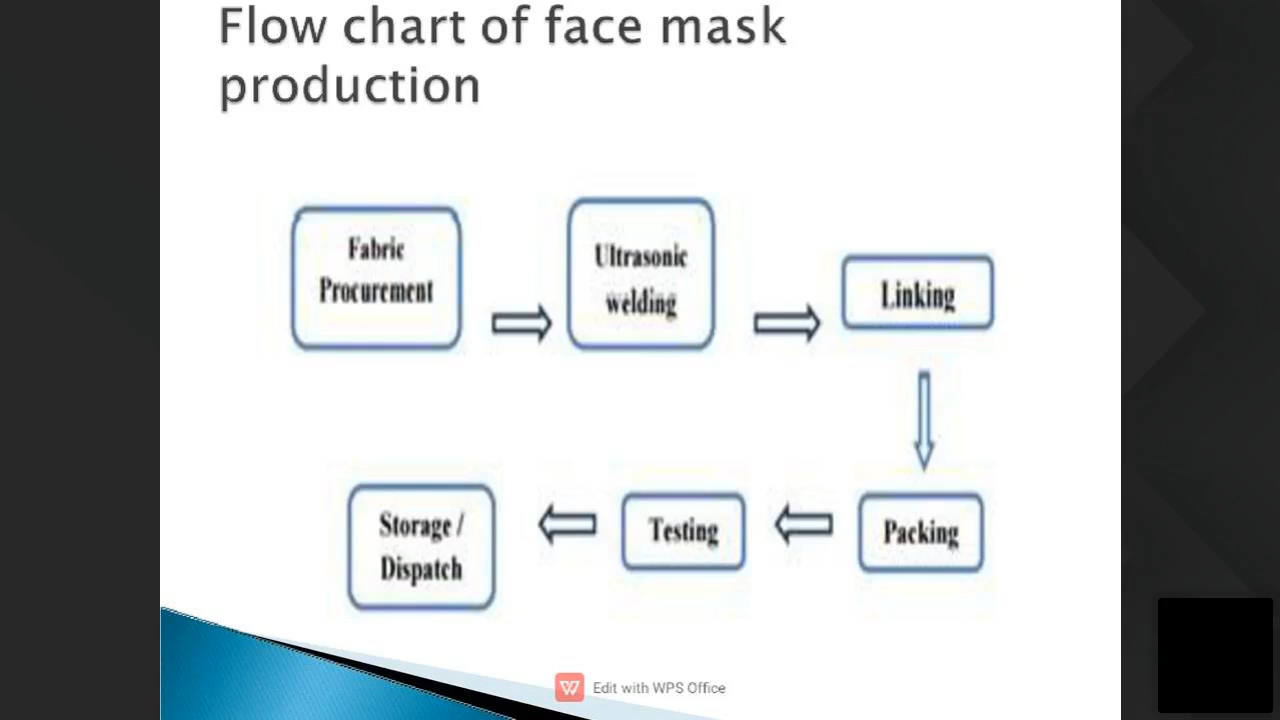 Flow chart of face mask
production
Fabric
Procurement
Ultrasonic
welding
Linking
Packing
Testing
Storage /
Dispatch
Edit with WPS Office